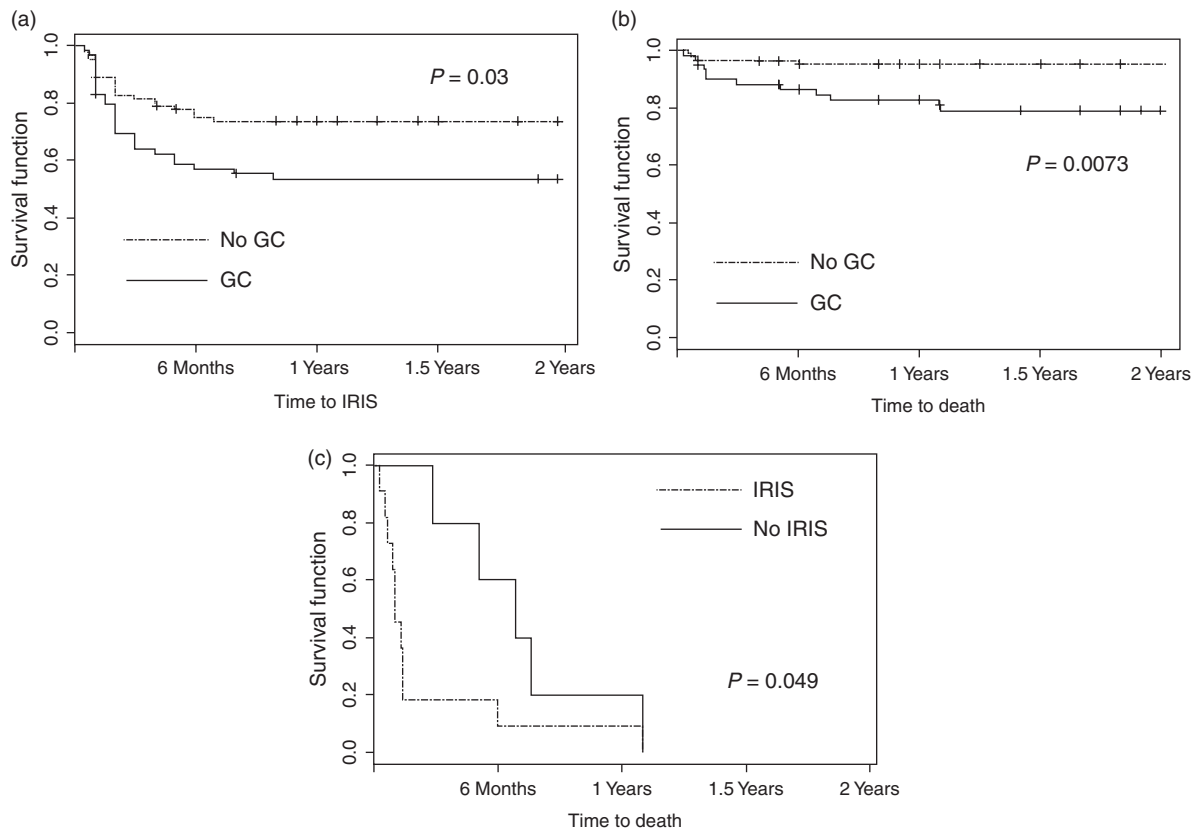 (a)
1.0
0.8
0.6
0.4
0.2
0.0
Survival function
P = 0.03
No GC
GC
6 Months
1 Years
1.5 Years
2 Years
Time to IRIS
(b)
1.0
0.8
0.6
0.4
0.2
0.0
Survival function
P = 0.0073
No GC
GC
6 Months
1 Years
1.5 Years
2 Years
Time to death
(c)
1.0
0.8
0.6
0.4
0.2
0.0
Survival function
IRIS
No IRIS
P = 0.049
6 Months
1 Years
1.5 Years
2 Years
Time to death